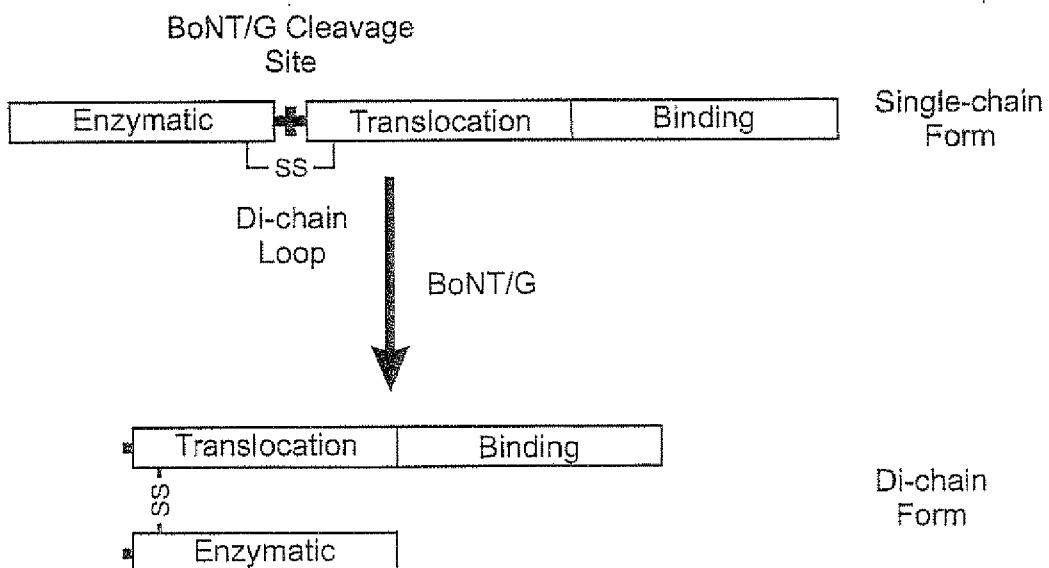 BoNT/G Cleavage
Site
Enzymatic
Translocation
Binding
Single-chain
Form
SS
Di-chain
Loop
BoNT/G
Translocation
Binding
SS
Di-chain
Form
Enzymatic